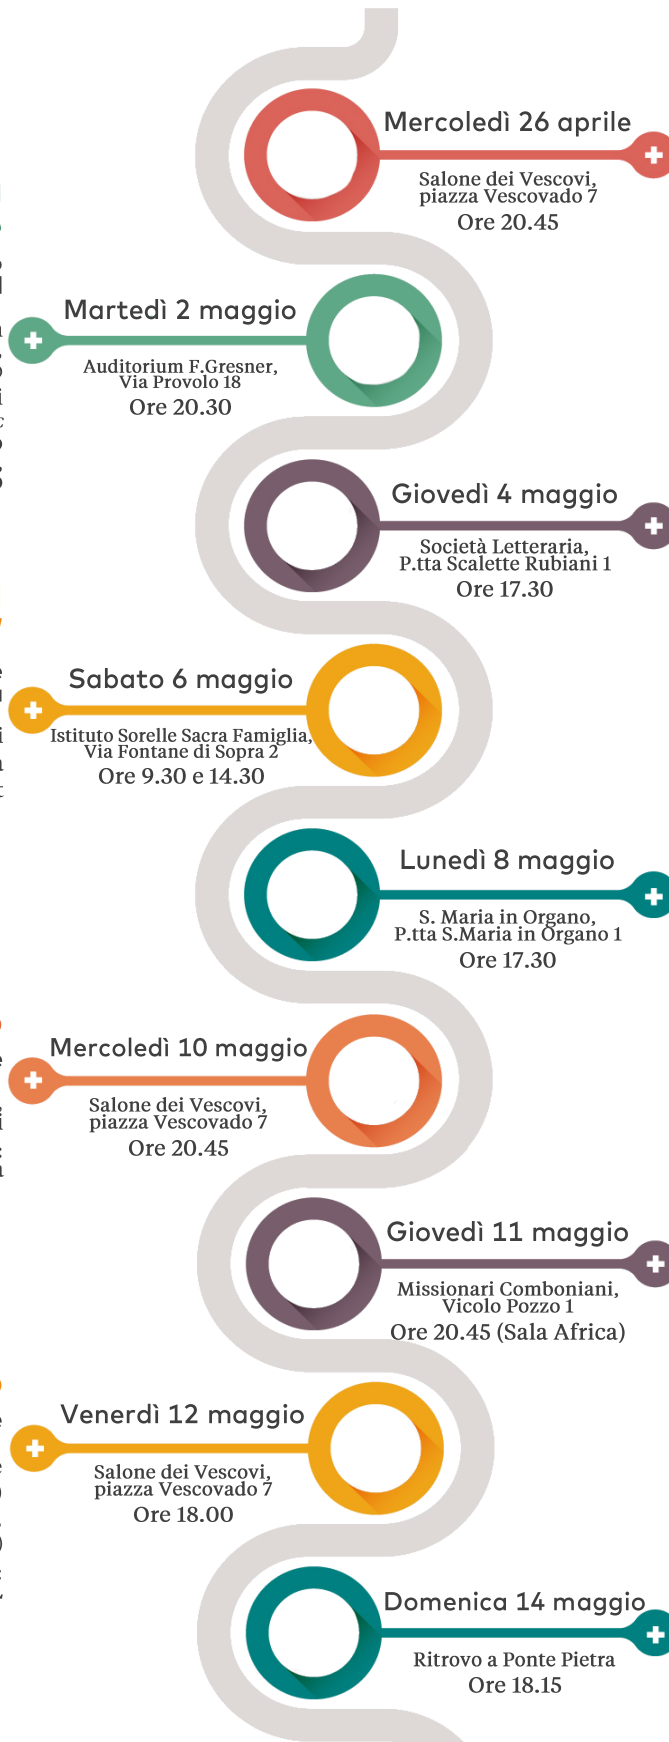 Mercoledì 26 aprile
Salone dei Vescovi,
piazza Vescovado 7
Ore 20.45
Martedì 2 maggio
Auditorium F.Gresner,
Via Provolo 18
Ore 20.30
Giovedì 4 maggio
Società Letteraria,
P.tta Scalette Rubiani 1
Ore 17.30
Sabato 6 maggio
Istituto Sorelle Sacra Famiglia,
Via Fontane di Sopra 2
Ore 9.30 e 14.30
Lunedì 8 maggio
S. Maria in Organo,
P.tta S.Maria in Organo 1
Ore 17.30
Mercoledì 10 maggio
Salone dei Vescovi,
piazza Vescovado 7
Ore 20.45
Giovedì 11 maggio
Missionari Comboniani,
Vicolo Pozzo 1
Ore 20.45 (Sala Africa)
Venerdì 12 maggio
Salone dei Vescovi,
piazza Vescovado 7
Ore 18.00
Domenica 14 maggio
Ritrovo a Ponte Pietra
Ore 18.15